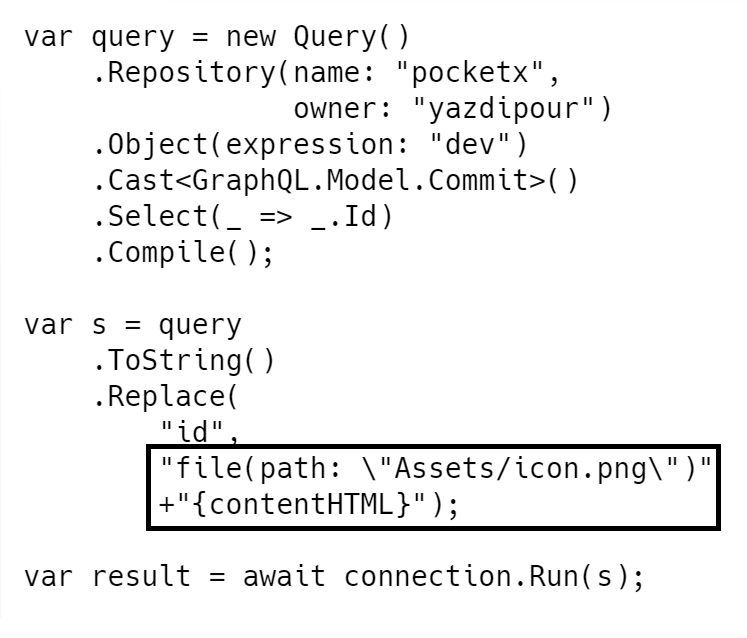 var query = new Query()
    .Repository(name: "pocketx",
                owner: "yazdipour")
    .Object(expression: "dev")
    .Cast<GraphQL.Model.Commit>()
    .Select(_ => _.Id)
    .Compile();

var s = query
    .ToString()
    .Replace(
        "id",
        "file(path: \"Assets/icon.png\")"
        +"{contentHTML}");

var result = await connection.Run(s);